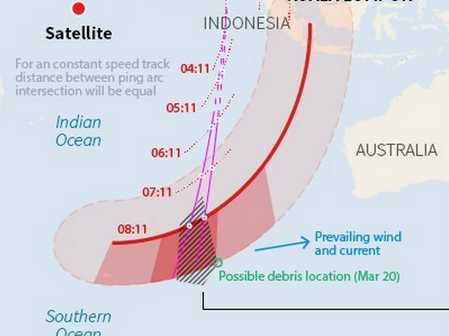 INDONESIA
Satellite
For an constant speed track
distance between ping arc
intersection will be equal
04:11
05:11
Indian
Ocean
06:11
AUSTRALIA
07:11
08:11
Prevailing wind
and current
Possible debris location (Mar 20)
Southern
Ocean